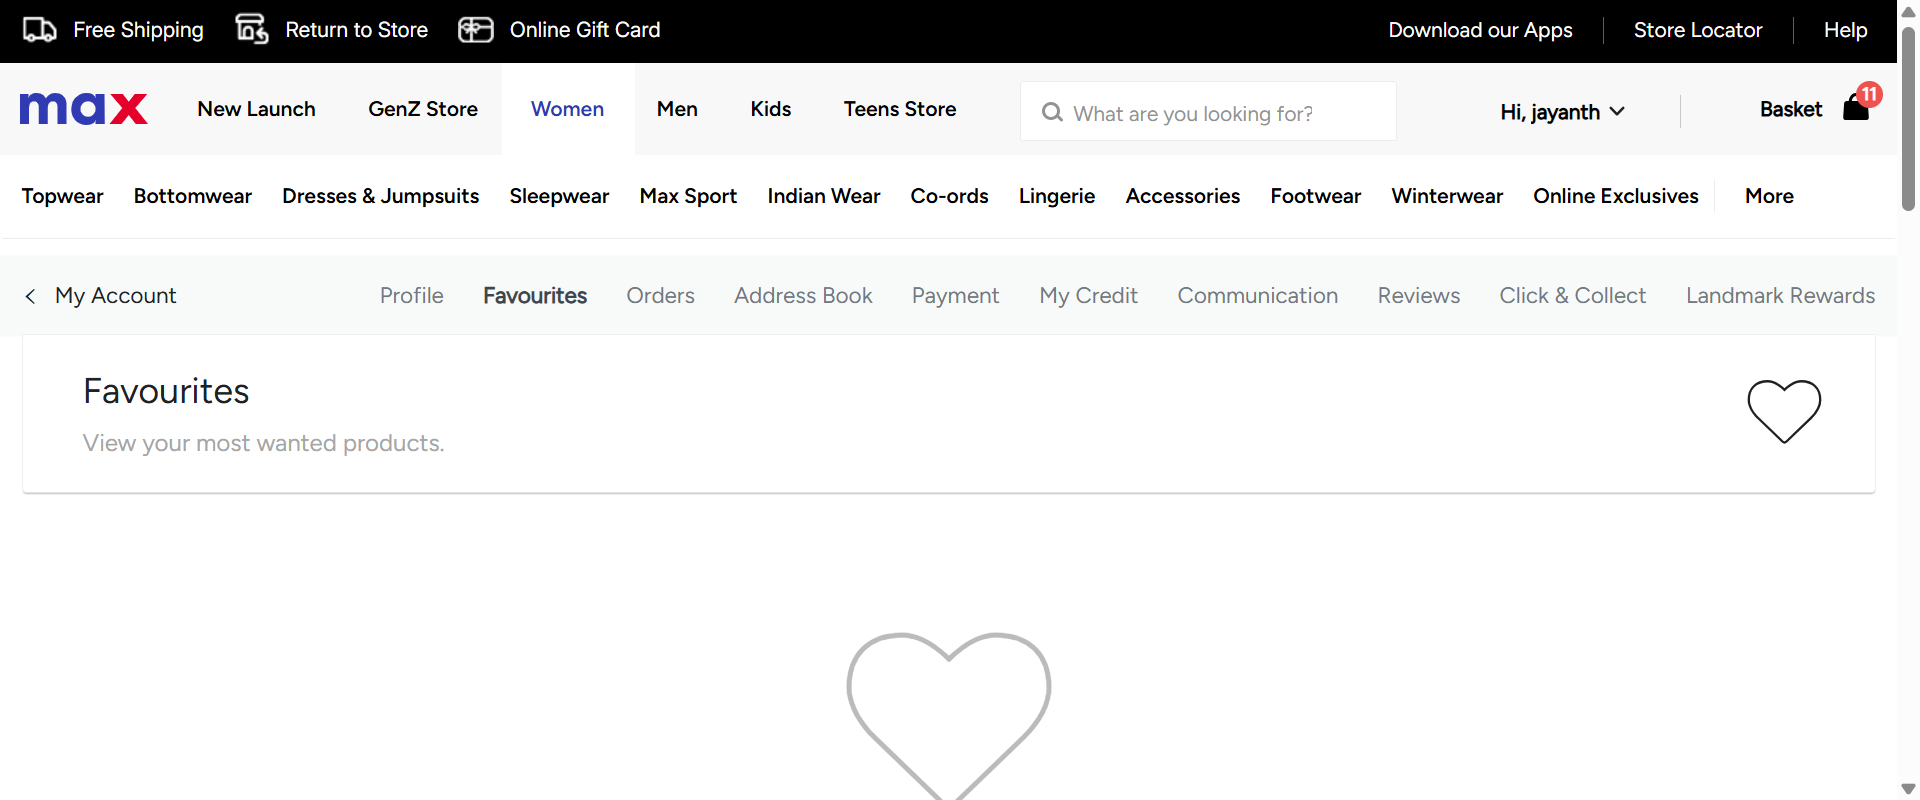 Free Shipping Return to Store Online Gift Card Download our Apps Store Locator Help
max New Launch GenZ Store Women Men Kids Teens Store What are you looking for? Hi, jayanth Basket 11
Topwear Bottomwear Dresses & Jumpsuits Sleepwear Max Sport Indian Wear Co-ords Lingerie Accessories Footwear Winterwear Online Exclusives More
My Account Profile Favourites Orders Address Book Payment My Credit Communication Reviews Click & Collect Landmark Rewards
Favourites
View your most wanted products.